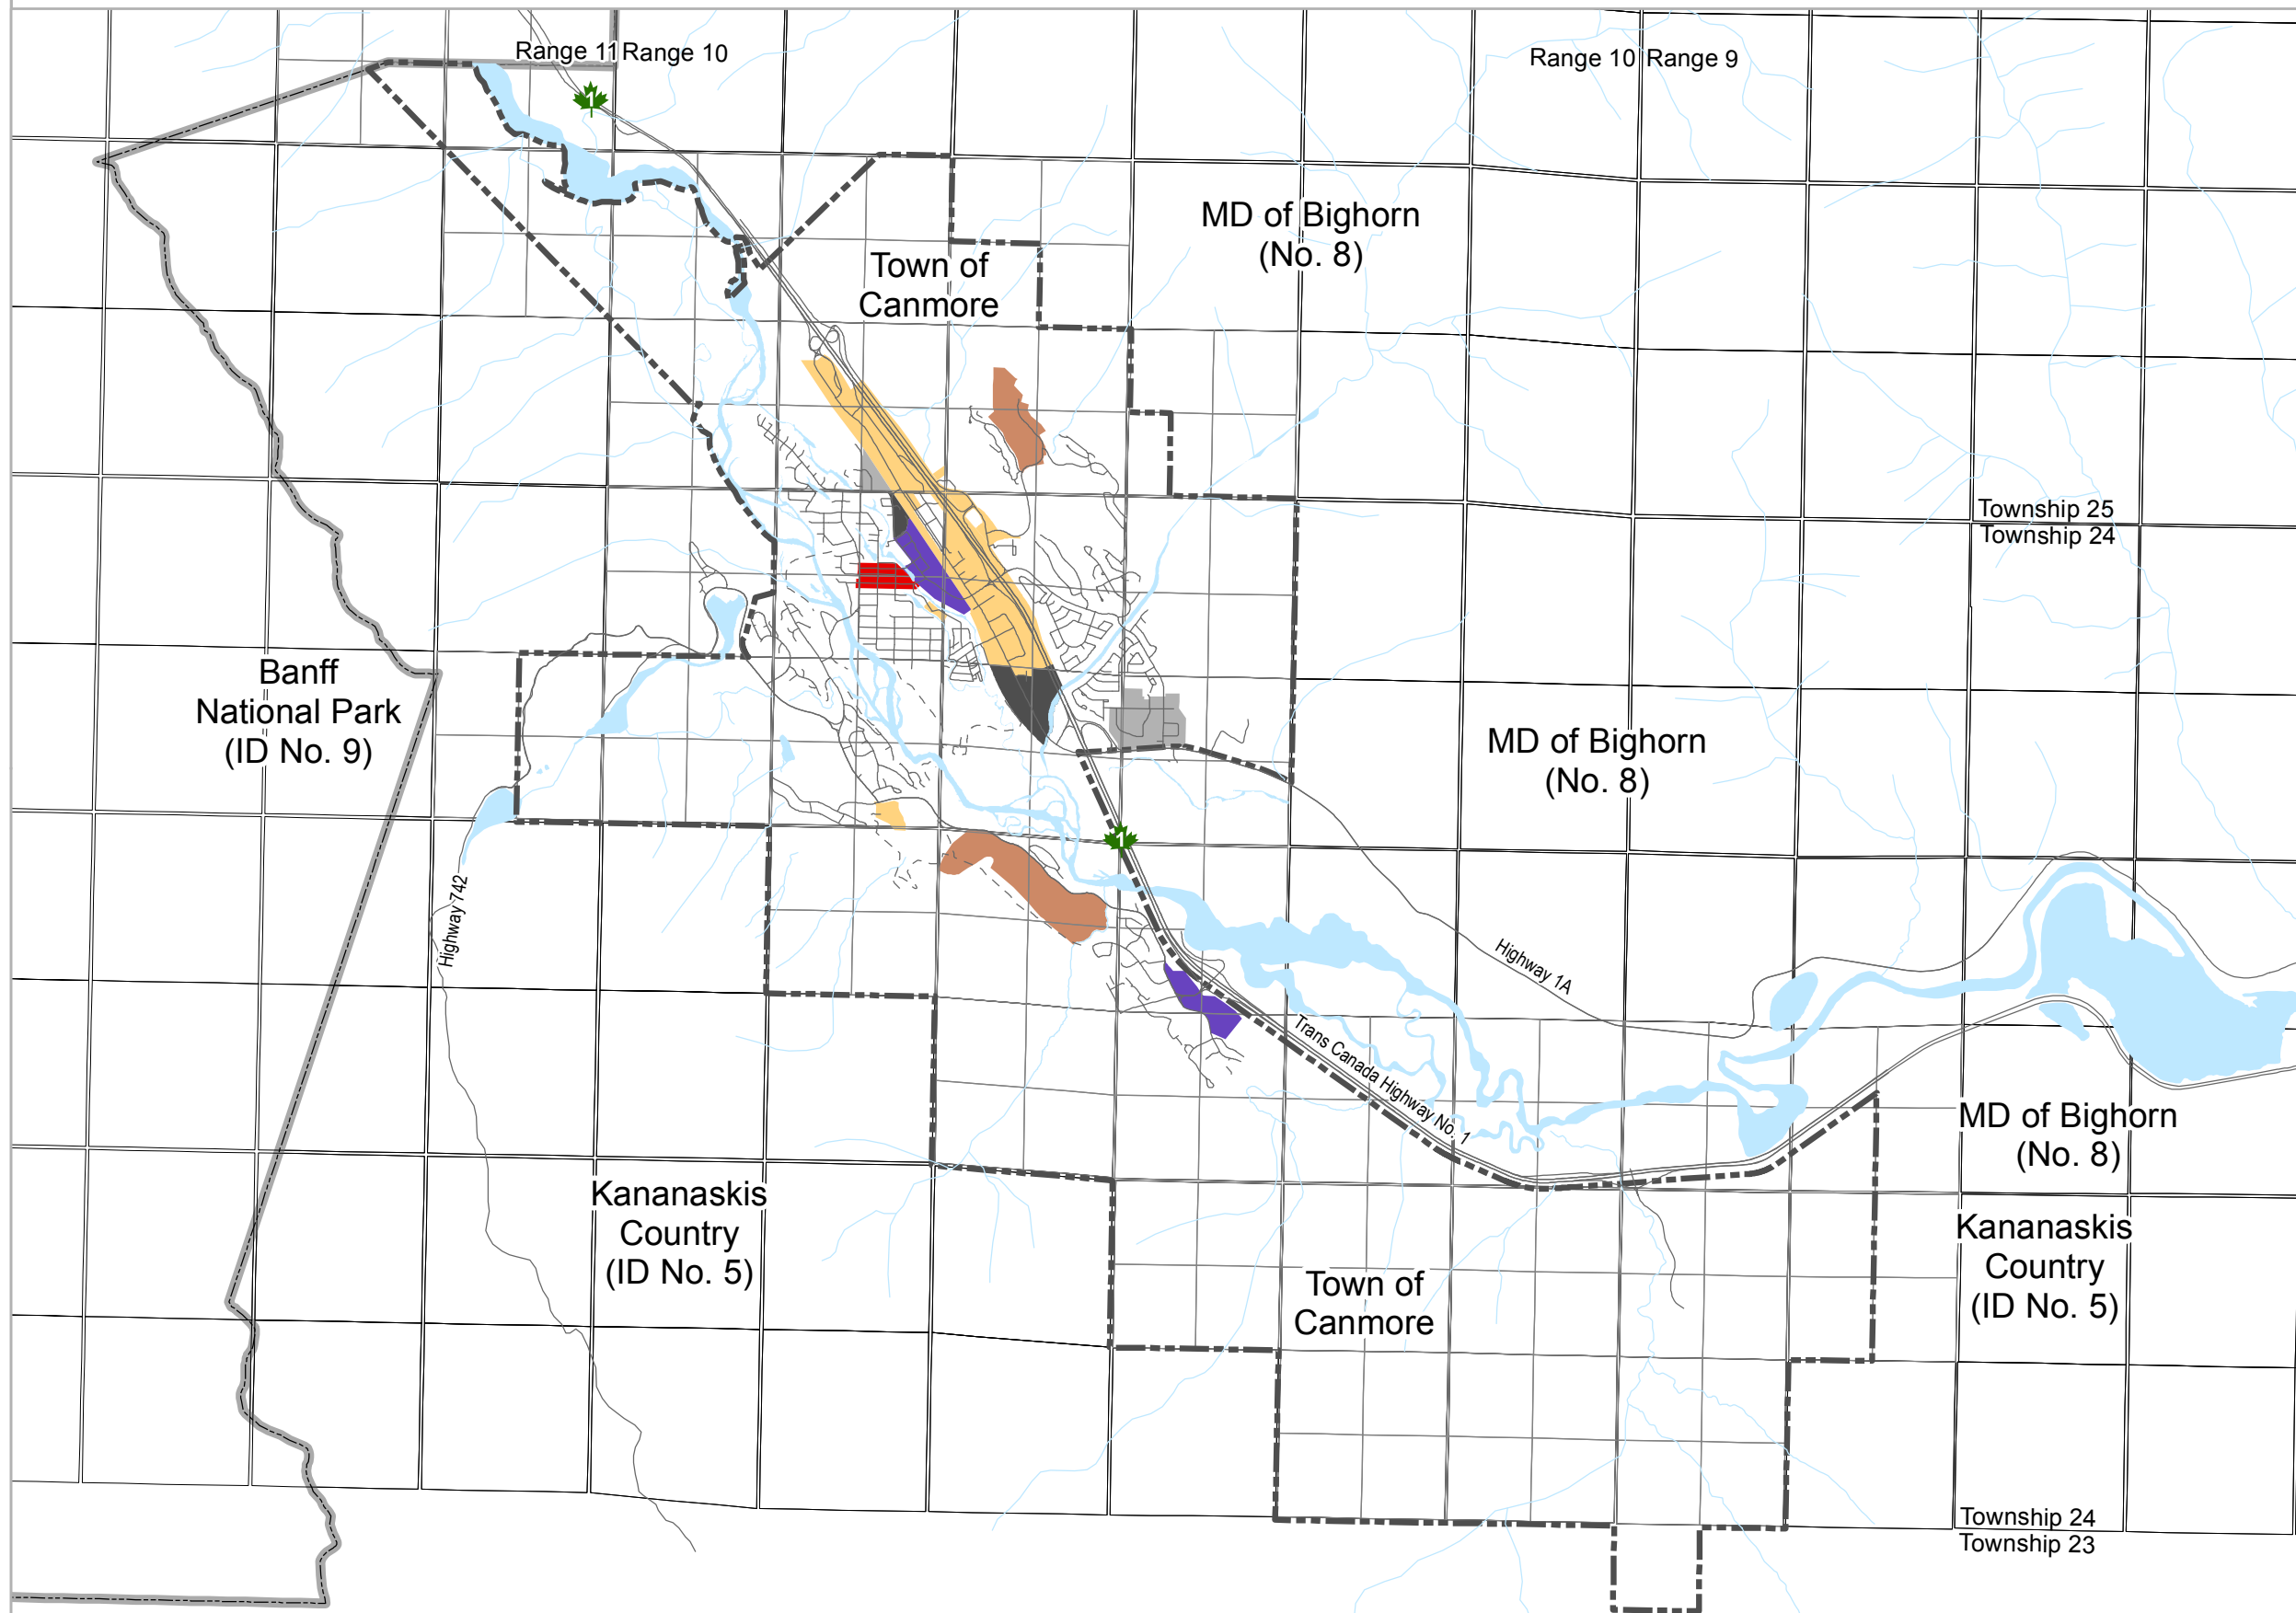 Range 11 Range 10
Range 10 Range 9
1
MD of Bighorn
(No. 8)
Town of
Canmore
Township 25
Township 24
Banff
National Park
(ID No. 9)
MD of Bighorn
(No. 8)
1
Highway 742
Highway 1A
Trans Canada Highway No. 1
MD of Bighorn
(No. 8)
Kananaskis
Country
(ID No. 5)
Kananaskis
Country
(ID No. 5)
Town of
Canmore
Township 24
Township 23